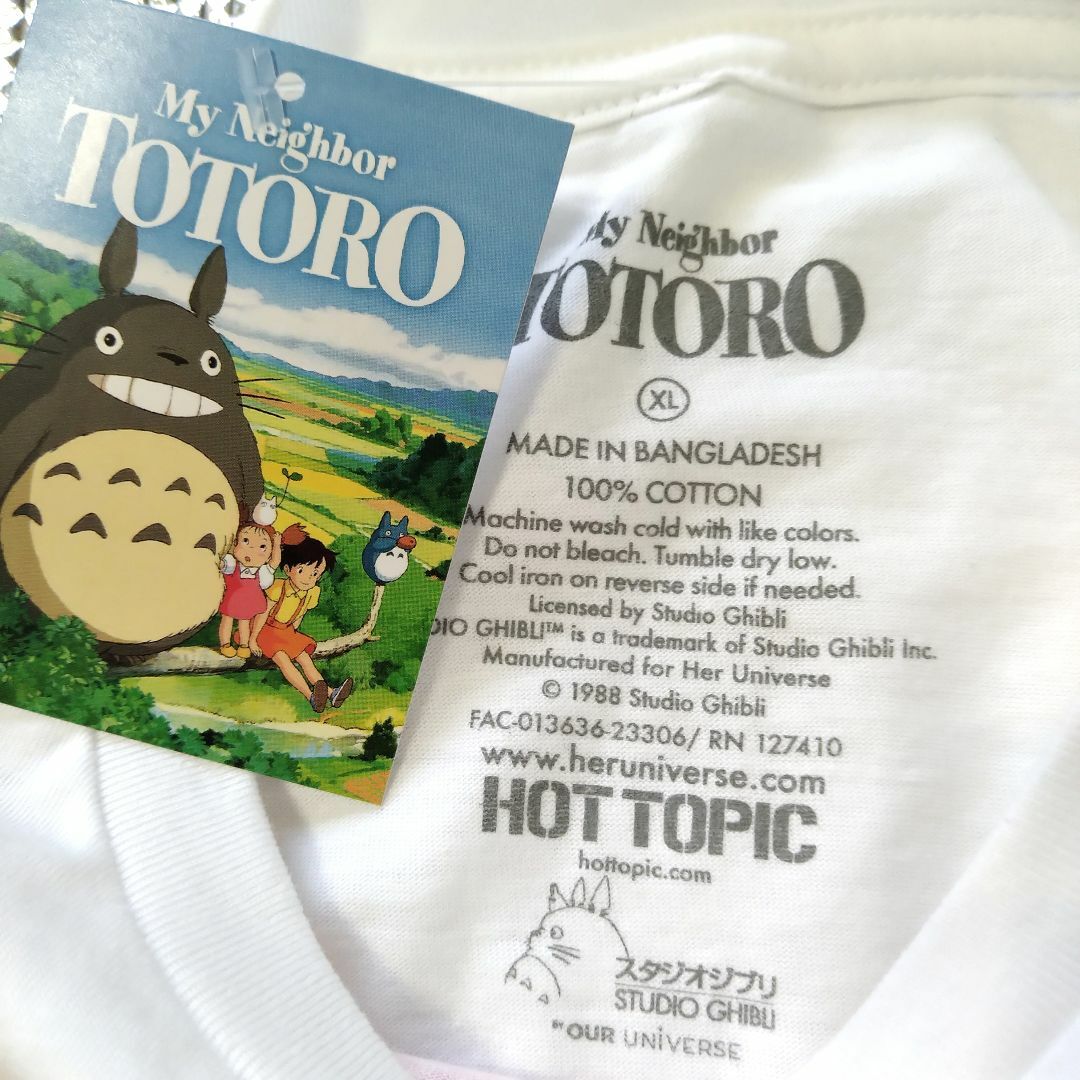 My Neighbor
TOTORO
My Neighbor
TOTORO
XL
MADE IN BANGLADESH
100% COTTON
Machine wash cold with like colors.
Do not bleach. Tumble dry low.
Cool iron on reverse side if needed.
Licensed by Studio Ghibli
DIO GHIBLI™ is a trademark of Studio Ghibli Inc.
Manufactured for Her Universe
© 1988 Studio Ghibli
FAC-013636-23306/ RN 127410
www.heruniverse.com
HOT TOPIC
hottopic.com
スタジオジブリ
STUDIO GHIBLI
BY OUR UNIVERSE